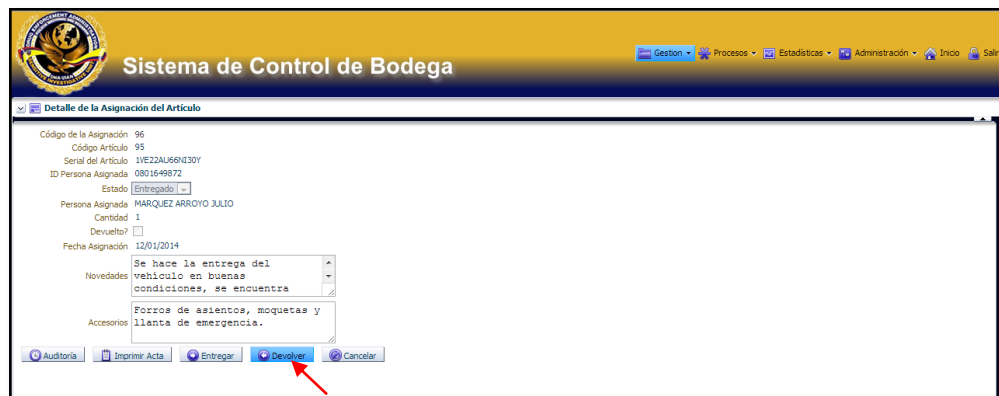 Sistema de Control de Bodega
Gestion Procesos Estadísticas Administración Inicio Salir
Detalle de la Asignación del Artículo
Código de la Asignación 96
Código Artículo 95
Serial del Artículo 1VE22AU66NI30Y
ID Persona Asignada 0801649872
Estado Entregado
Persona Asignada MARQUEZ ARROYO JULIO
Cantidad 1
Devuelto?
Fecha Asignación 12/01/2014
Se hace la entrega del
Novedades vehículo en buenas
condiciones, se encuentra
Forros de asientos, moquetas y
Accesorios llanta de emergencia.
Auditoría Imprimir Acta Entregar Devolver Cancelar